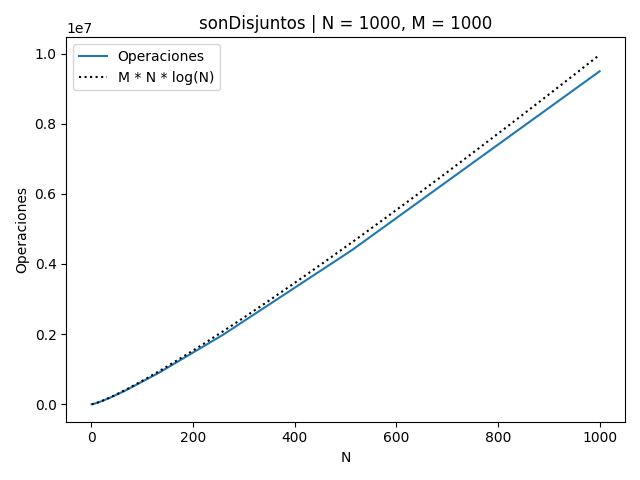 sonDisjuntos | N = 1000, M = 1000
1e7
Operaciones
M * N * log(N)
1.0
0.8
0.6
0.4
0.2
0.0
Operaciones
0 200 400 600 800 1000
N